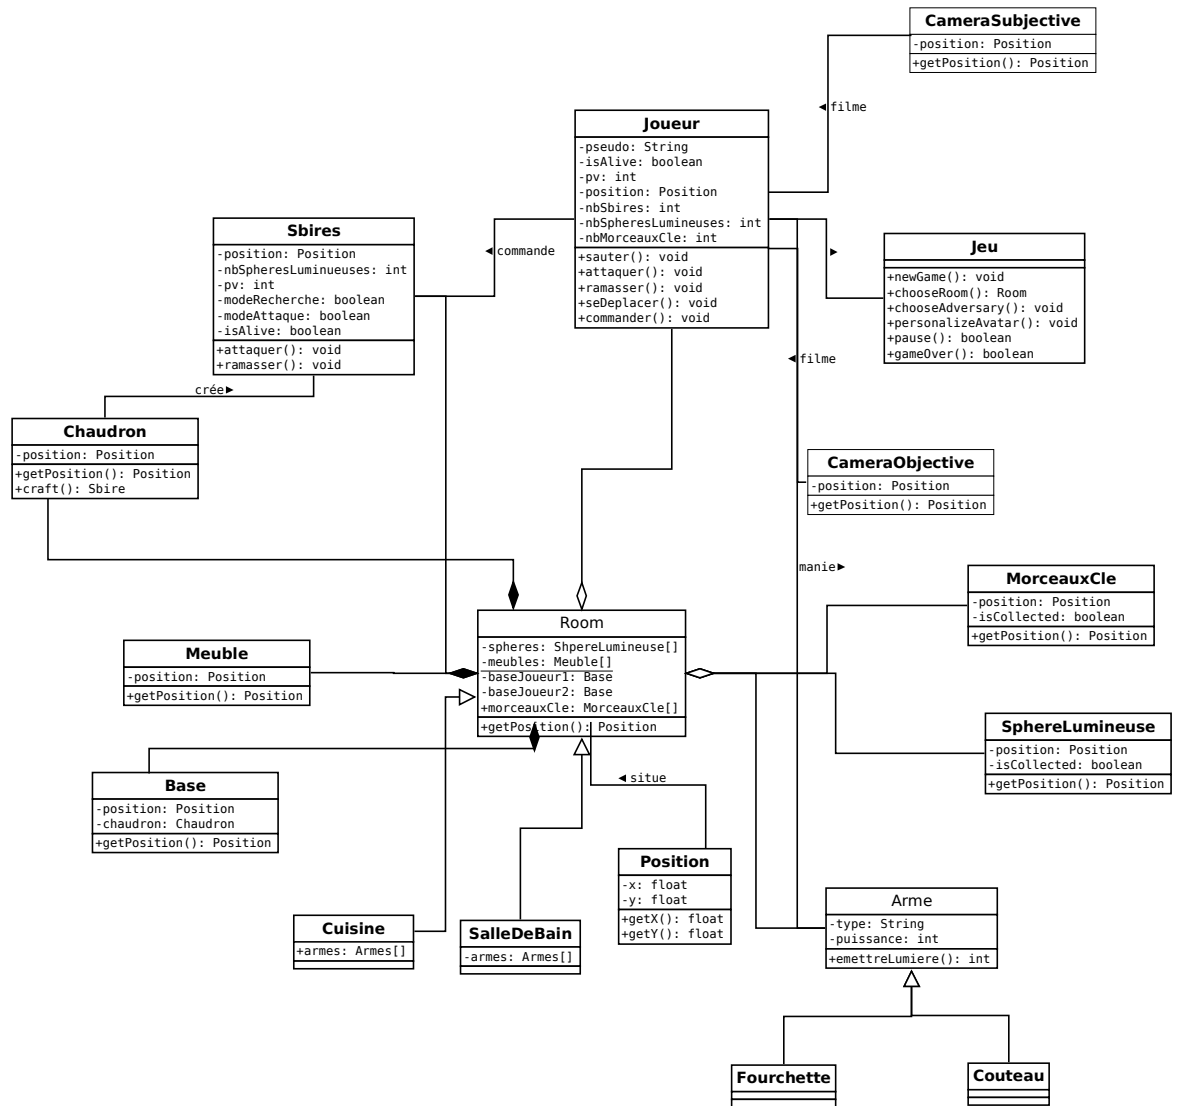 CameraSubjective
-position: Position
+getPosition(): Position
◄filme
Joueur
-pseudo: String
-isAlive: boolean
-pv: int
-position: Position
-nbSbires: int
-nbSpheresLumineuses: int
-nbMorceauxCle: int
+sauter(): void
+attaquer(): void
+ramasser(): void
+seDeplacer(): void
+commander(): void
Sbires
-position: Position
-nbSpheresLuminueuses: int
-pv: int
-modeRecherche: boolean
-modeAttaque: boolean
-isAlive: boolean
+attaquer(): void
+ramasser(): void
◄commande
►
Jeu
+newGame(): void
+chooseRoom(): Room
+chooseAdversary(): void
+personalizeAvatar(): void
+pause(): boolean
+gameOver(): boolean
◄filme
crée►
Chaudron
-position: Position
+getPosition(): Position
+craft(): Sbire
CameraObjective
-position: Position
+getPosition(): Position
manie►
MorceauxCle
-position: Position
-isCollected: boolean
+getPosition(): Position
Room
-spheres: ShpereLumineuse[]
-meubles: Meuble[]
-baseJoueur1: Base
-baseJoueur2: Base
+morceauxCle: MorceauxCle[]
+getPosition(): Position
Meuble
-position: Position
+getPosition(): Position
SphereLumineuse
-position: Position
-isCollected: boolean
+getPosition(): Position
Base
-position: Position
-chaudron: Chaudron
+getPosition(): Position
◄situe
Position
-x: float
-y: float
+getX(): float
+getY(): float
Arme
-type: String
-puissance: int
+emettreLumiere(): int
Cuisine
+armes: Armes[]
SalleDeBain
-armes: Armes[]
Fourchette
Couteau